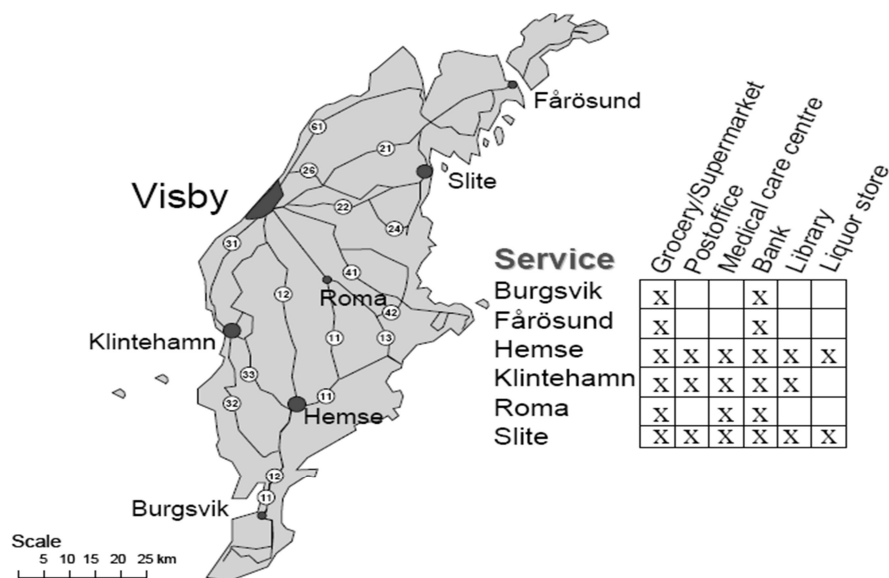 Fårösund
61
21
26
Slite
Visby
22
24
31
41
12
Roma
42
Klintehamn
11
13
33
32
11
Hemse
12
11
Burgsvik
Scale
5 10 15 20 25 km
Grocery/Supermarket
Postoffice
Medical care centre
Bank
Library
Liquor store
Service
Burgsvik x x
Fårösund x x
Hemse x x x x x x
Klintehamn x x x x x
Roma x x x
Slite x x x x x x